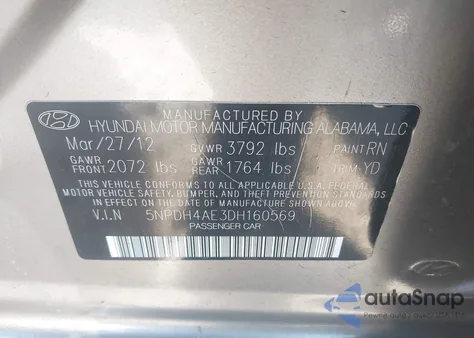 MANUFACTURED BY
HYUNDAI MOTOR MANUFACTURING ALABAMA, LLC
Mar/27/12 GVWR 3792 lbs PAINT RN
GAWR FRONT 2072 lbs GAWR REAR 1764 lbs TRIM YD
THIS VEHICLE CONFORMS TO ALL APPLICABLE FEDERAL
MOTOR VEHICLE SAFETY, BUMPER, AND THEFT PREVENTION STANDARDS
IN EFFECT ON THE DATE OF MANUFACTURE SHOWN ABOVE.
V.I.N 5NPDH4AE3DH160569
PASSENGER CAR
autoSnap